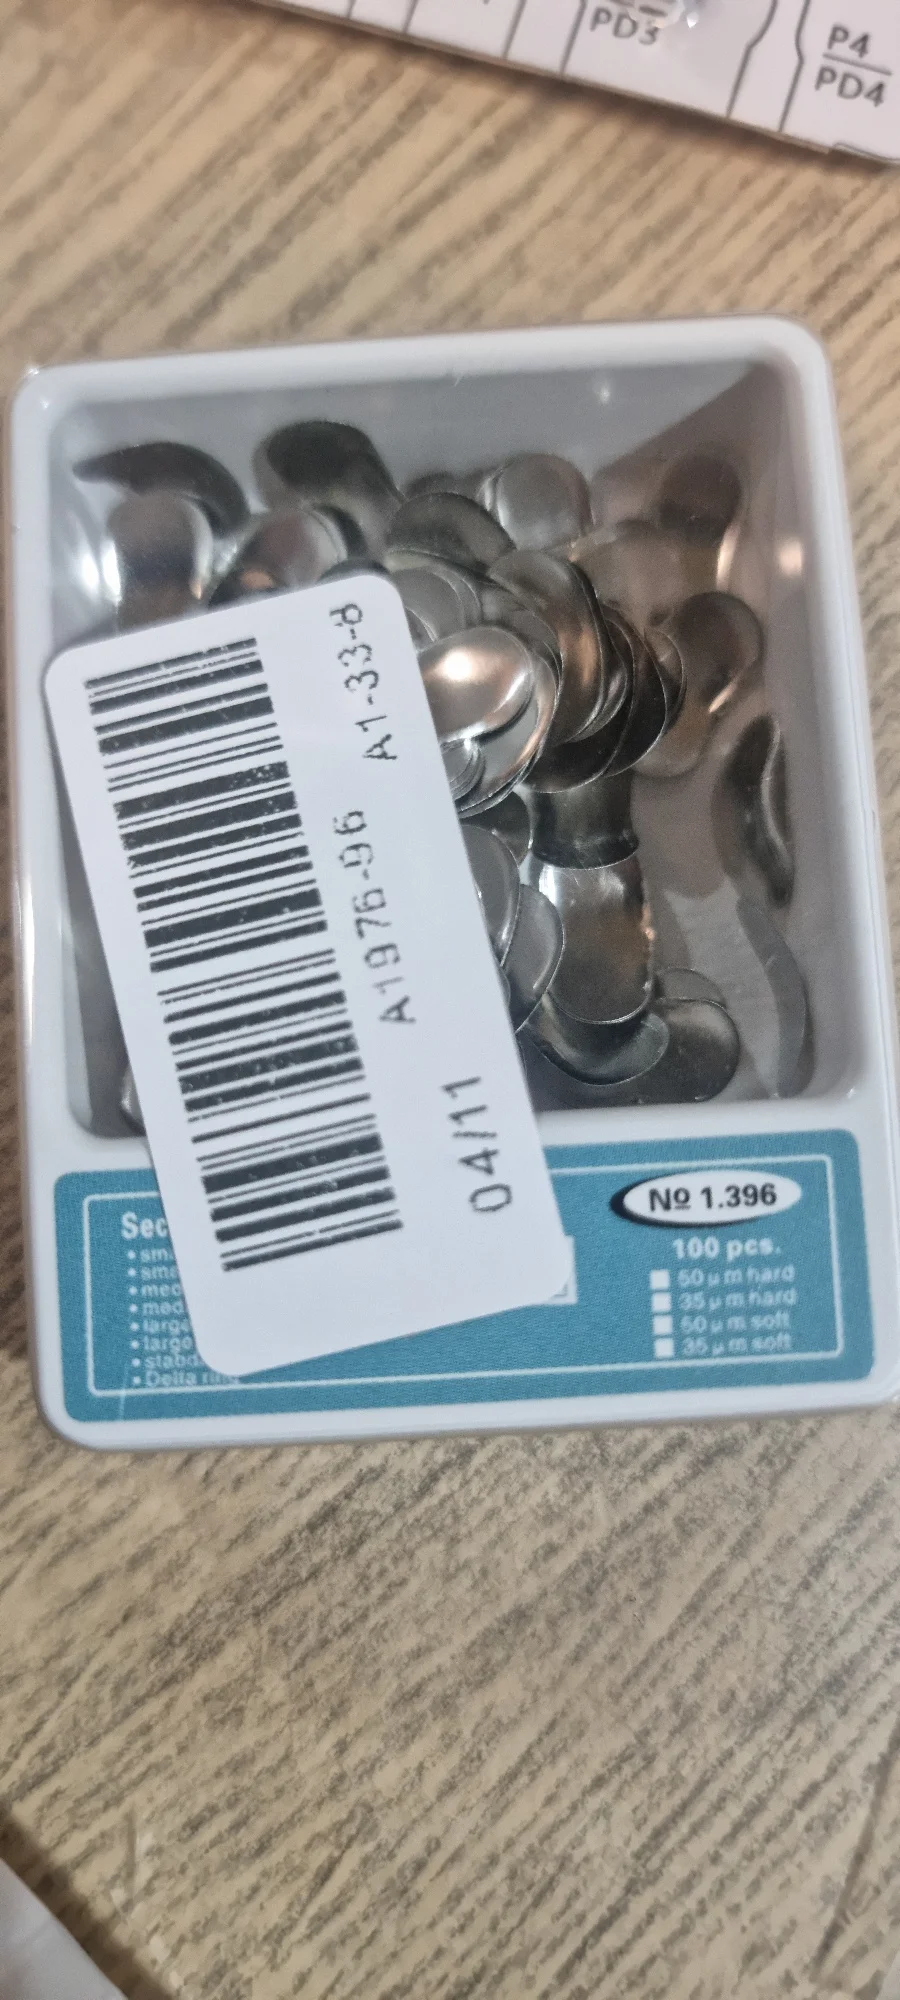 PD3
P4
PD4
A1-33-8
A1976-96
04/11
№ 1.396
100 pcs.
50 μm hard
35 μm hard
50 μm soft
35 μm soft
• Delta